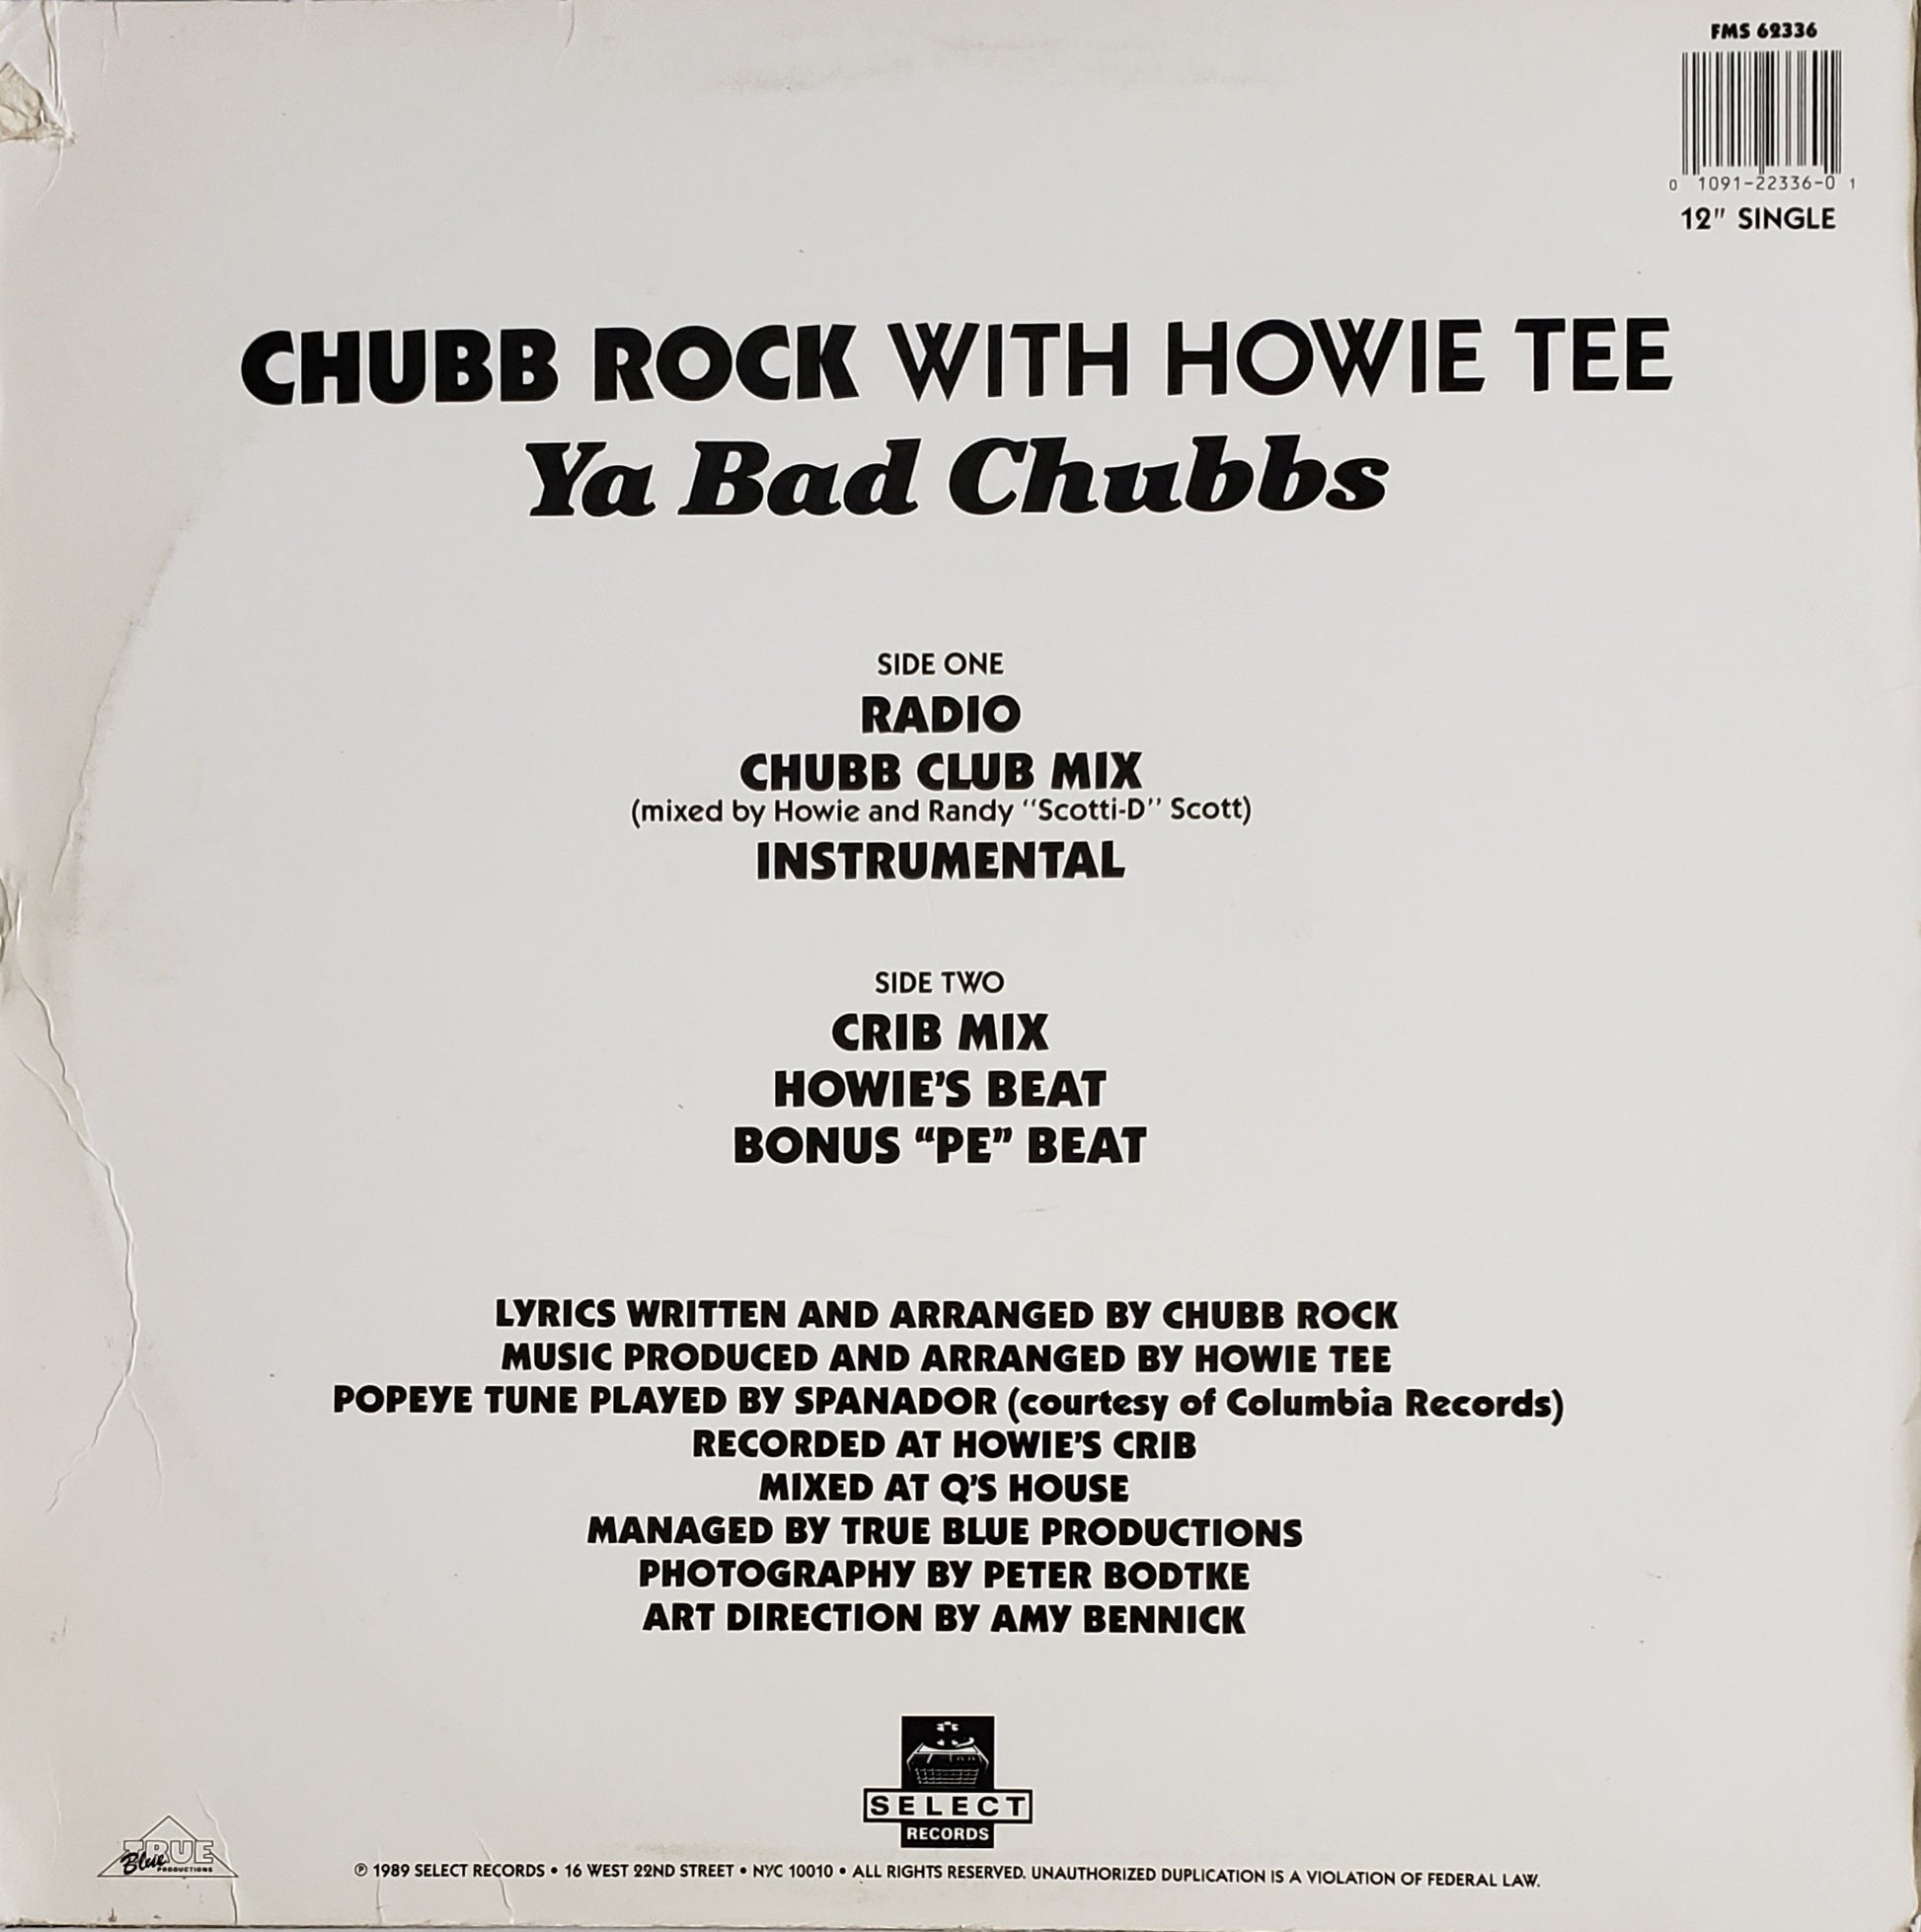 FMS 62336
0 1091-22336-0 1
12" SINGLE
CHUBB ROCK WITH HOWIE TEE
Ya Bad Chubbs
SIDE ONE
RADIO
CHUBB CLUB MIX
(mixed by Howie and Randy "Scotti-D" Scott)
INSTRUMENTAL
SIDE TWO
CRIB MIX
HOWIE'S BEAT
BONUS "PE" BEAT
LYRICS WRITTEN AND ARRANGED BY CHUBB ROCK
MUSIC PRODUCED AND ARRANGED BY HOWIE TEE
POPEYE TUNE PLAYED BY SPANADOR (courtesy of Columbia Records)
RECORDED AT HOWIE'S CRIB
MIXED AT Q'S HOUSE
MANAGED BY TRUE BLUE PRODUCTIONS
PHOTOGRAPHY BY PETER BODTKE
ART DIRECTION BY AMY BENNICK
SELECT
RECORDS
TRUE
Blue PRODUCTIONS
℗ 1989 SELECT RECORDS • 16 WEST 22ND STREET • NYC 10010 • ALL RIGHTS RESERVED. UNAUTHORIZED DUPLICATION IS A VIOLATION OF FEDERAL LAW.